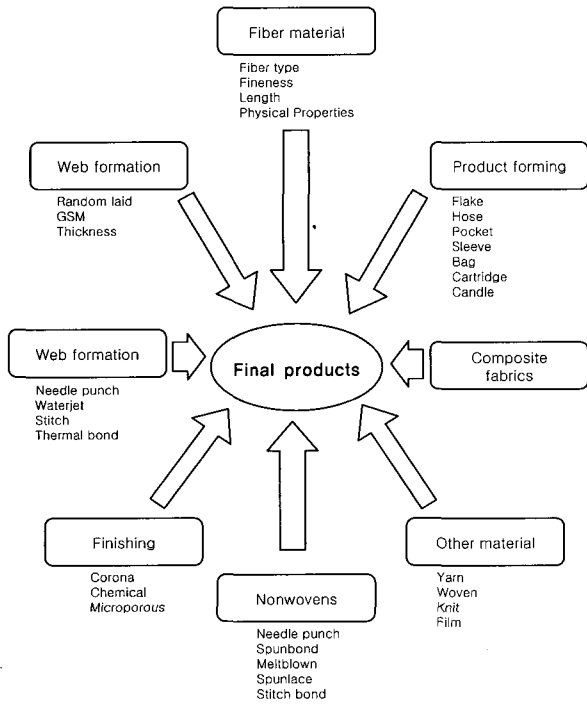 Fiber material
Fiber type
Fineness
Length
Physical Properties
Web formation
Random laid
GSM
Thickness
Product forming
Flake
Hose
Pocket
Sleeve
Bag
Cartridge
Candle
Web formation
Needle punch
Waterjet
Stitch
Thermal bond
Final products
Composite
fabrics
Finishing
Corona
Chemical
Microporous
Nonwovens
Needle punch
Spunbond
Meltblown
Spunlace
Stitch bond
Other material
Yarn
Woven
Knit
Film